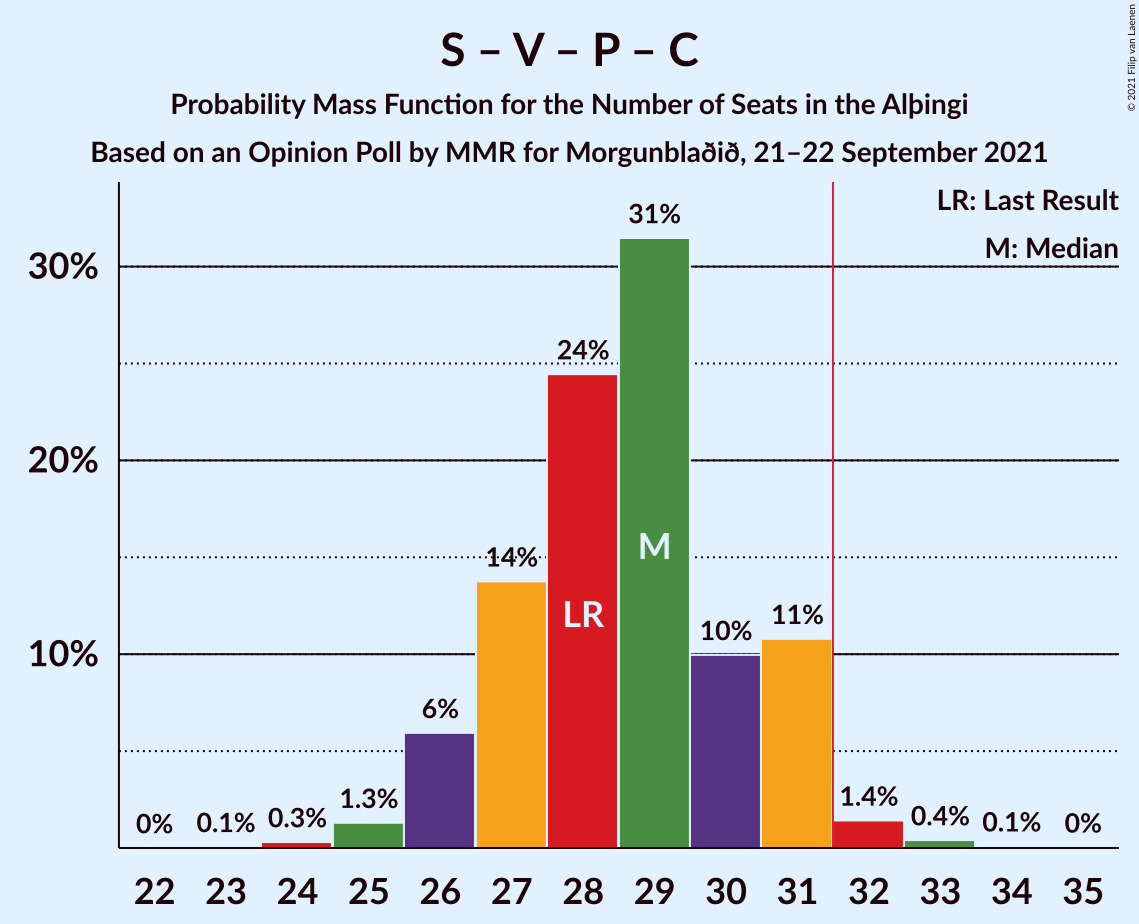 S – V – P – C
Probability Mass Function for the Number of Seats in the Alþingi
Based on an Opinion Poll by MMR for Morgunblaðið, 21–22 September 2021
© 2021 Filip van Laenen
LR: Last Result
M: Median
30%
20%
10%
0%
0.1%
0.3%
1.3%
6%
14%
24%
31%
10%
11%
1.4%
0.4%
0.1%
0%
LR
M
22 23 24 25 26 27 28 29 30 31 32 33 34 35